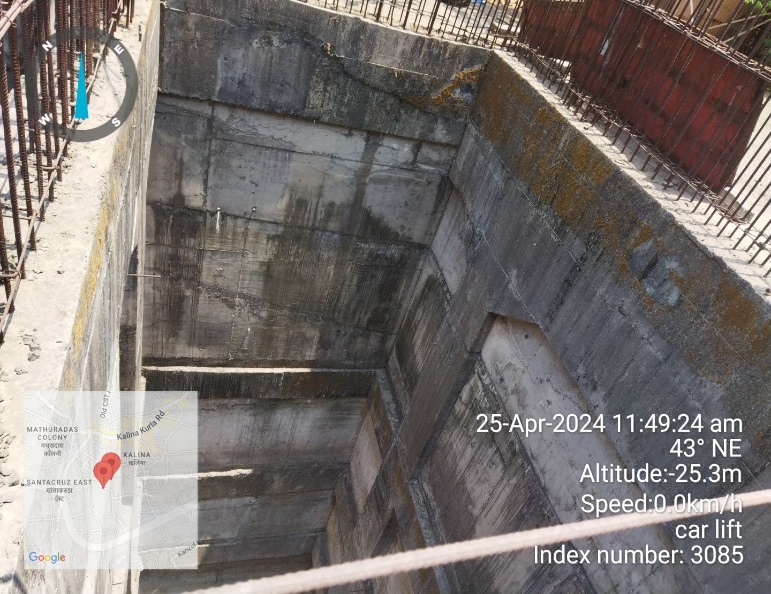 N
E
S
W
Old CST
Kalina Kurla Rd
MATHURADAS
COLONY
मथुरादास
कॉलनी
KALINA
कालिना
SANTACRUZ EAST
सांताक्रूझ
ईस्ट
Google
25-Apr-2024 11:49:24 am
43° NE
Altitude:-25.3m
Speed:0.0km/h
car lift
Index number: 3085